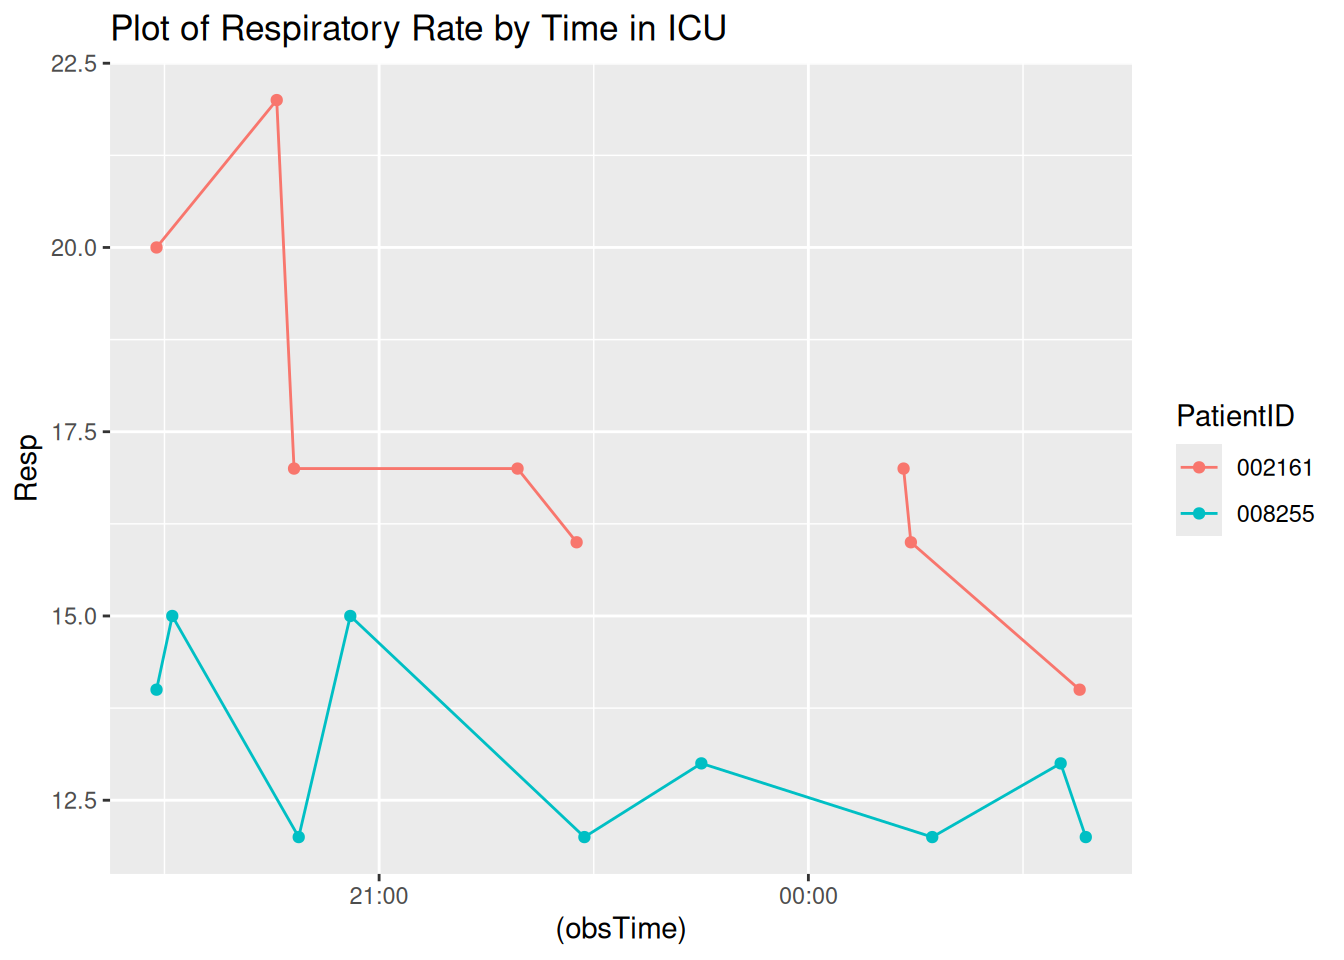 Plot of Respiratory Rate by Time in ICU
22.5
20.0
17.5
15.0
12.5
Resp
21:00
00:00
(obsTime)
PatientID
002161
008255